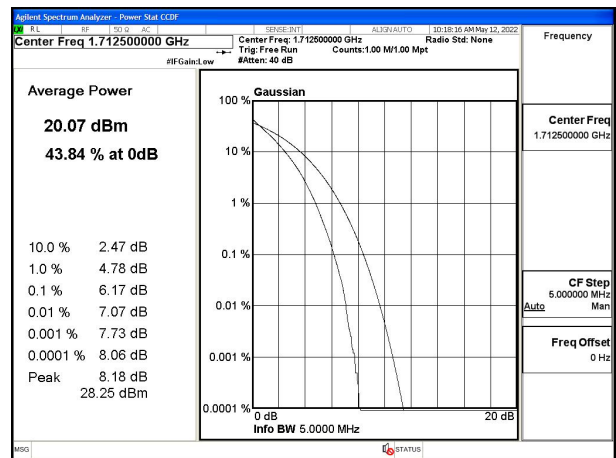 Agilent Spectrum Analyzer - Power Stat CCDF
RL RF 50 Ω AC SENSE:INT ALIGN AUTO 10:18:16 AM May 12, 2022
Center Freq 1.712500000 GHz
Center Freq: 1.712500000 GHz Radio Std: None
Trig: Free Run Counts:1.00 M/1.00 Mpt
#IFGain:Low #Atten: 40 dB
Frequency
Average Power
20.07 dBm
43.84 % at 0dB
10.0 % 2.47 dB
1.0 % 4.78 dB
0.1 % 6.17 dB
0.01 % 7.07 dB
0.001 % 7.73 dB
0.0001 % 8.06 dB
Peak 8.18 dB
28.25 dBm
Gaussian
100 %
10 %
1 %
0.1 %
0.01 %
0.001 %
0.0001 %
0 dB 20 dB
Info BW 5.0000 MHz
Center Freq
1.712500000 GHz
CF Step
5.000000 MHz
Auto Man
Freq Offset
0 Hz
MSG STATUS